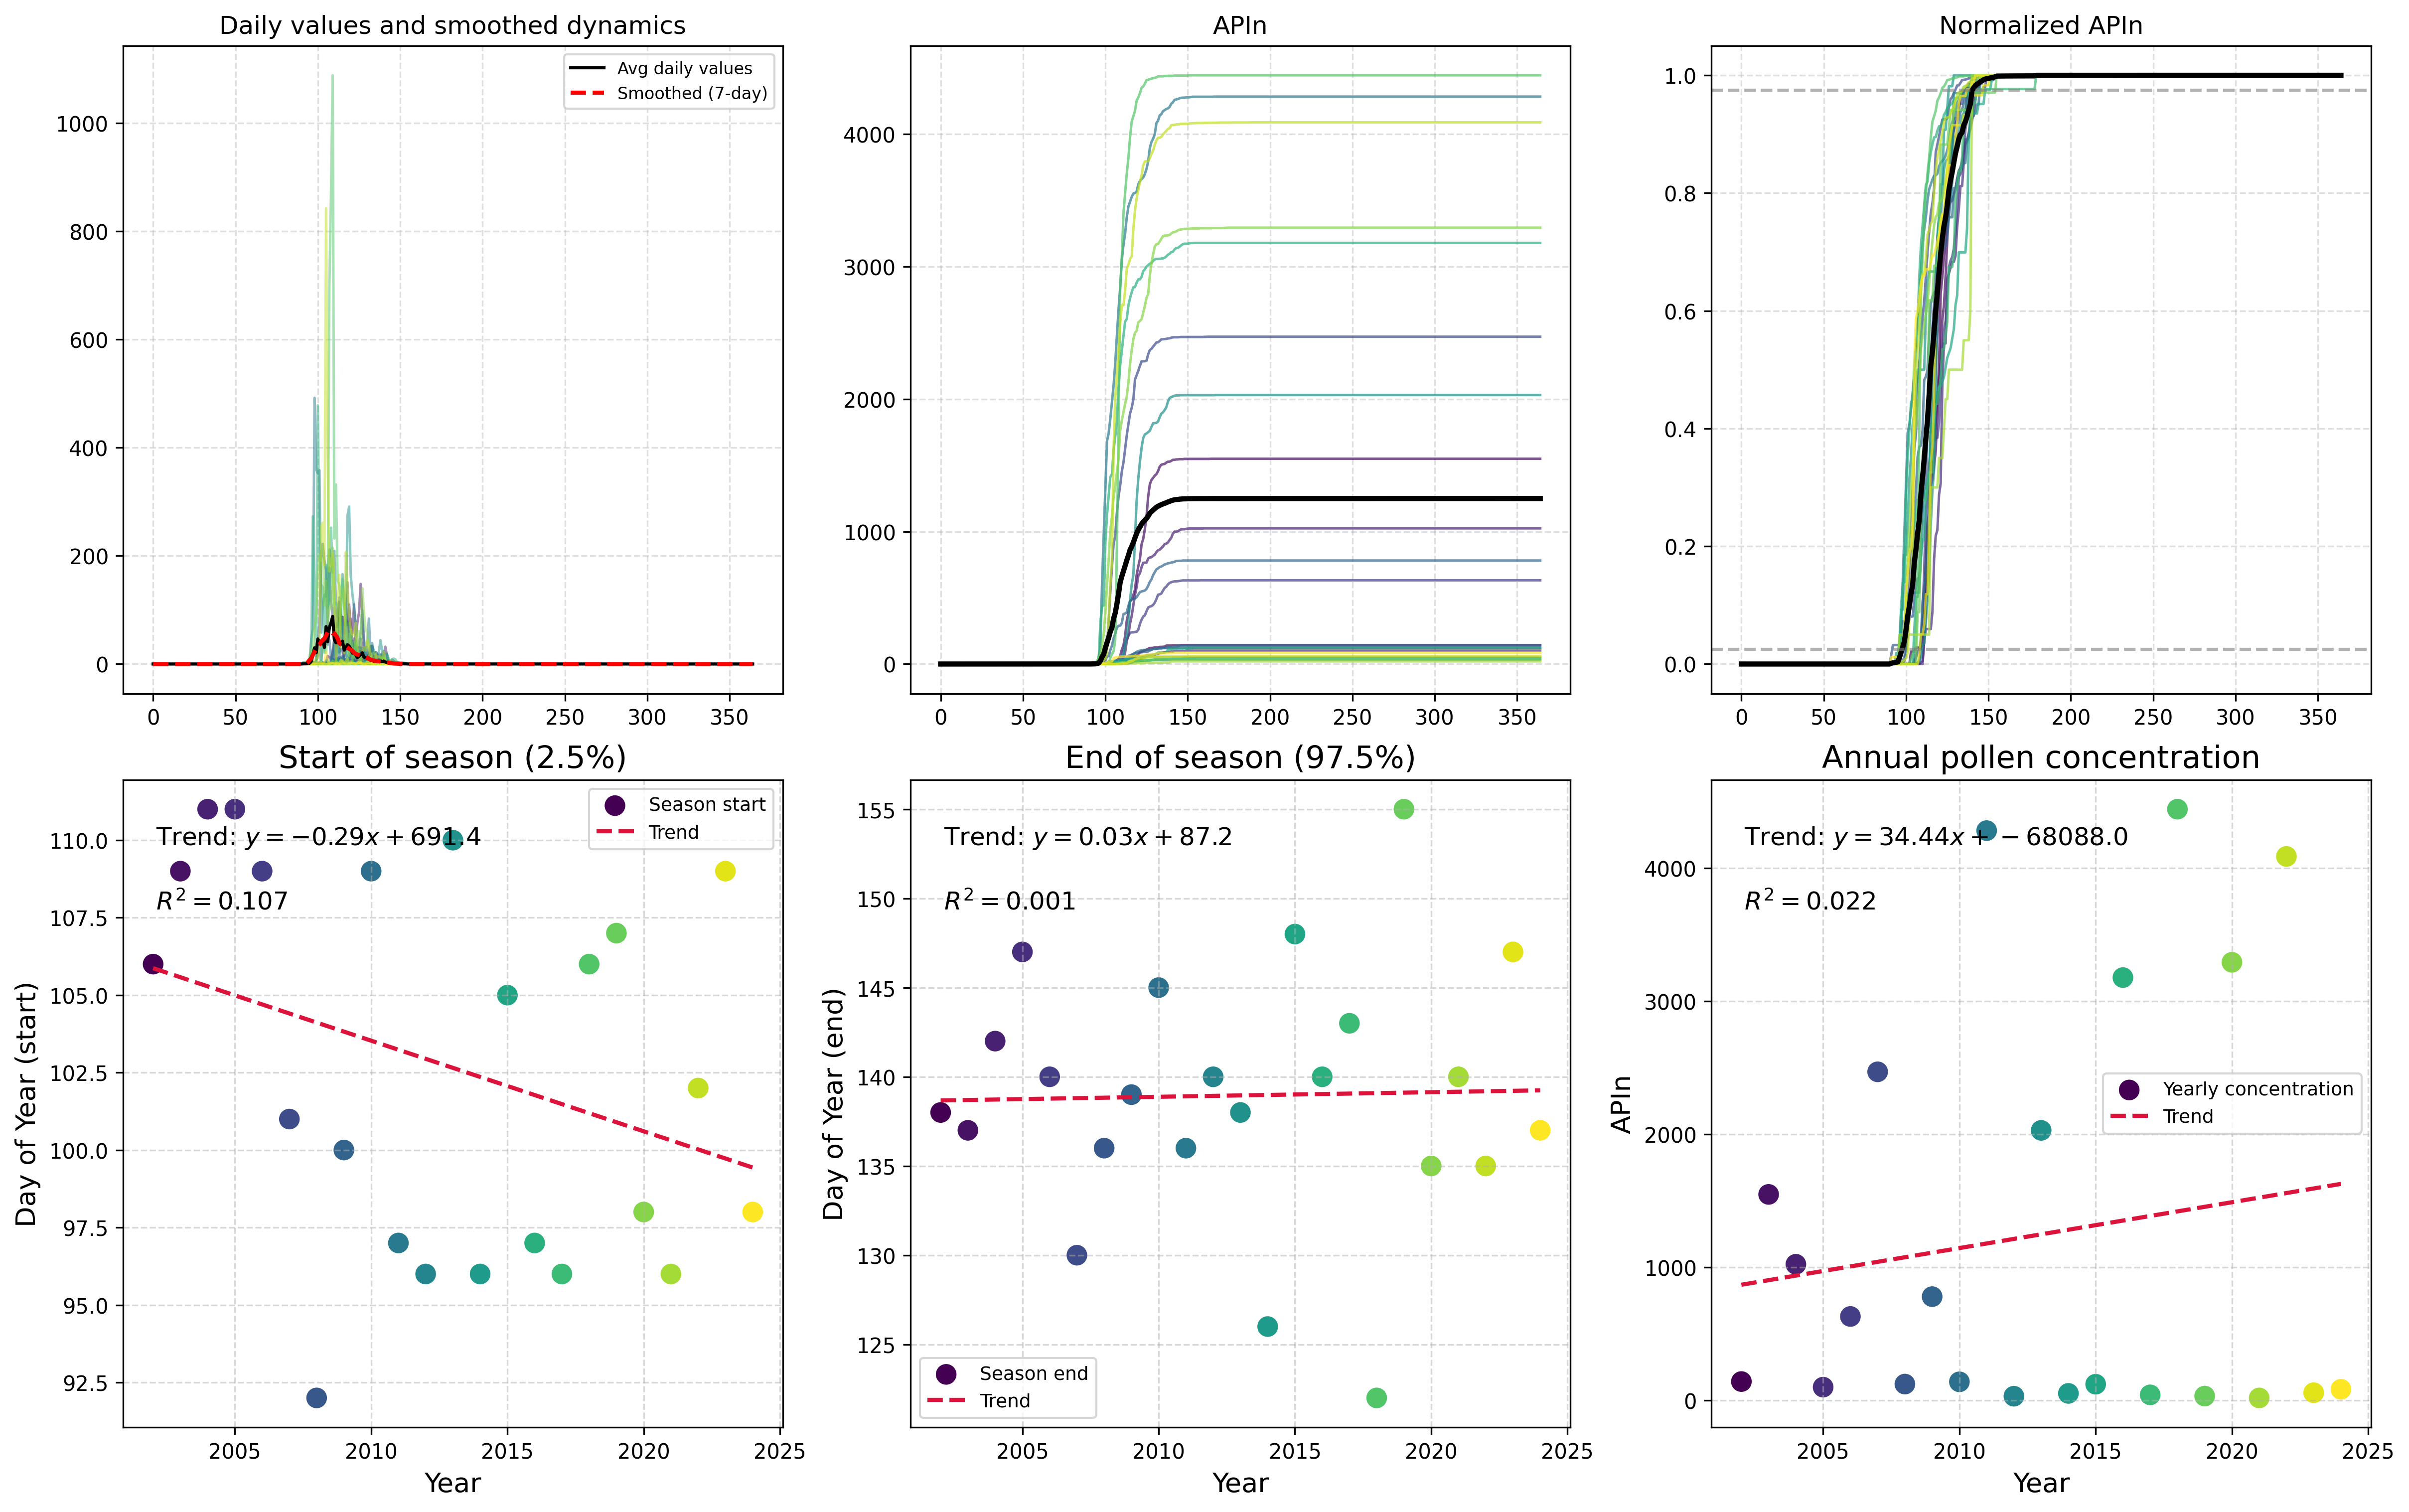 Daily values and smoothed dynamics
Avg daily values
Smoothed (7-day)
1000
800
600
400
200
0
0 50 100 150 200 250 300 350
APIn
4000
3000
2000
1000
0
0 50 100 150 200 250 300 350
Normalized APIn
1.0
0.8
0.6
0.4
0.2
0.0
0 50 100 150 200 250 300 350
Start of season (2.5%)
Season start
Trend
Trend: y = −0.29x + 691.4
R² = 0.107
Day of Year (start)
110.0
107.5
105.0
102.5
100.0
97.5
95.0
92.5
2005 2010 2015 2020 2025
Year
End of season (97.5%)
Trend: y = 0.03x + 87.2
R² = 0.001
Day of Year (end)
155
150
145
140
135
130
125
Season end
Trend
2005 2010 2015 2020 2025
Year
Annual pollen concentration
Trend: y = 34.44x + − 68088.0
R² = 0.022
APIn
4000
3000
2000
1000
0
Yearly concentration
Trend
2005 2010 2015 2020 2025
Year